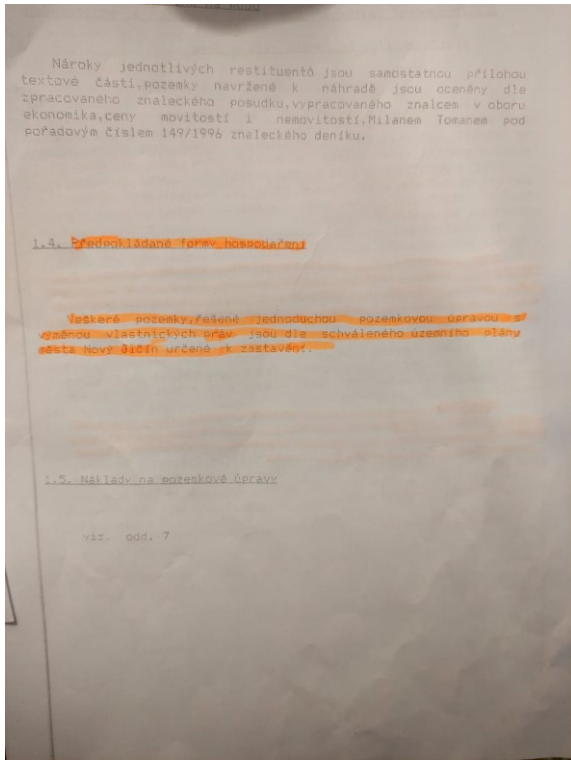 Nároky jednotlivých restituentů jsou samostatnou přílohou
textové části,pozemky navržené k náhradě jsou oceněny dle
zpracovaného znaleckého posudku,vypracovaného znalcem v oboru
ekonomika,ceny movitostí i nemovitostí,Milanem Tomanem pod
pořadovým číslem 149/1996 znaleckého deníku.
1.4. Předpokládané formy hospodaření
Veškeré pozemky,řešené jednoduchou pozemkovou úpravou s
výměnou vlastnických práv jsou dle schváleného územního plány
města Nový Jičín určené k zastavění.
1.5. Náklady na pozemkové úpravy
viz. odd. 7